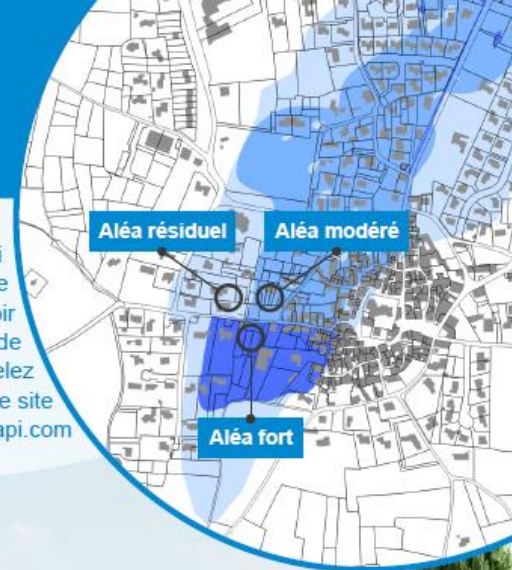 Aléa résiduel
Aléa modéré
Aléa fort
i
e
oir
de
elez
e site
api.com